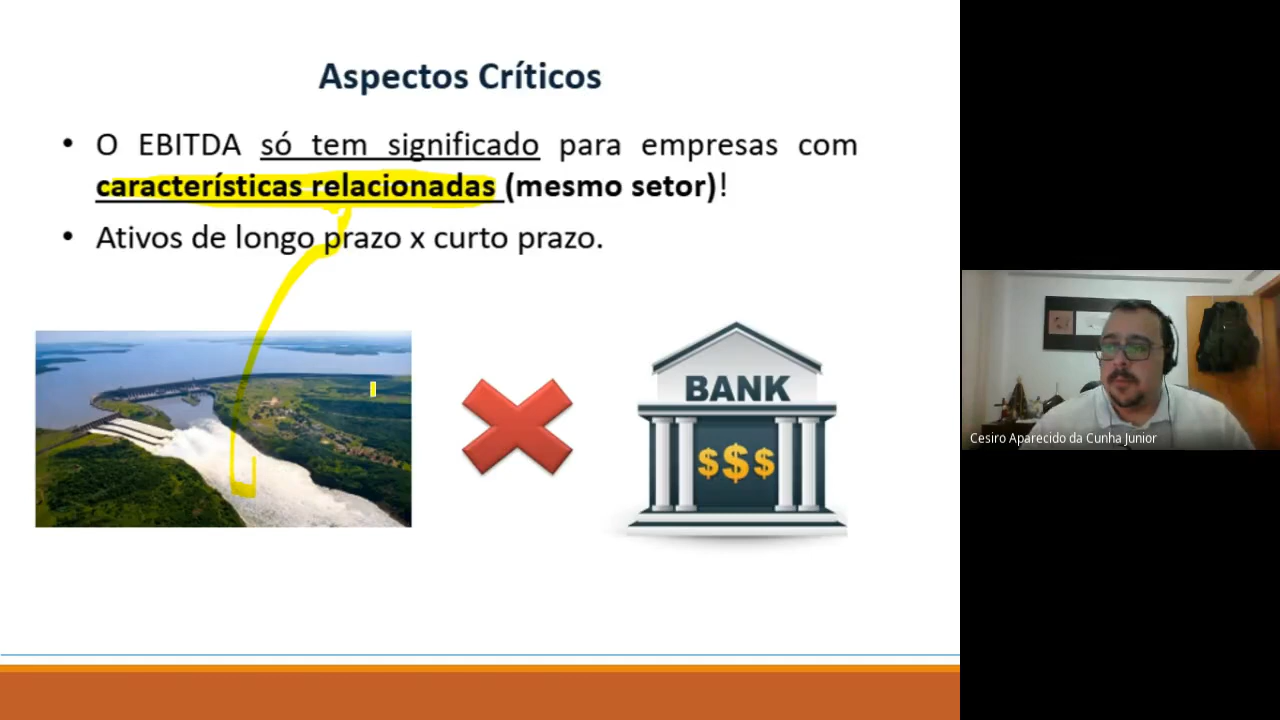 Aspectos Críticos
• O EBITDA só tem significado para empresas com
características relacionadas (mesmo setor)!
• Ativos de longo prazo x curto prazo.
BANK
$$$
Cesiro Aparecido da Cunha Junior